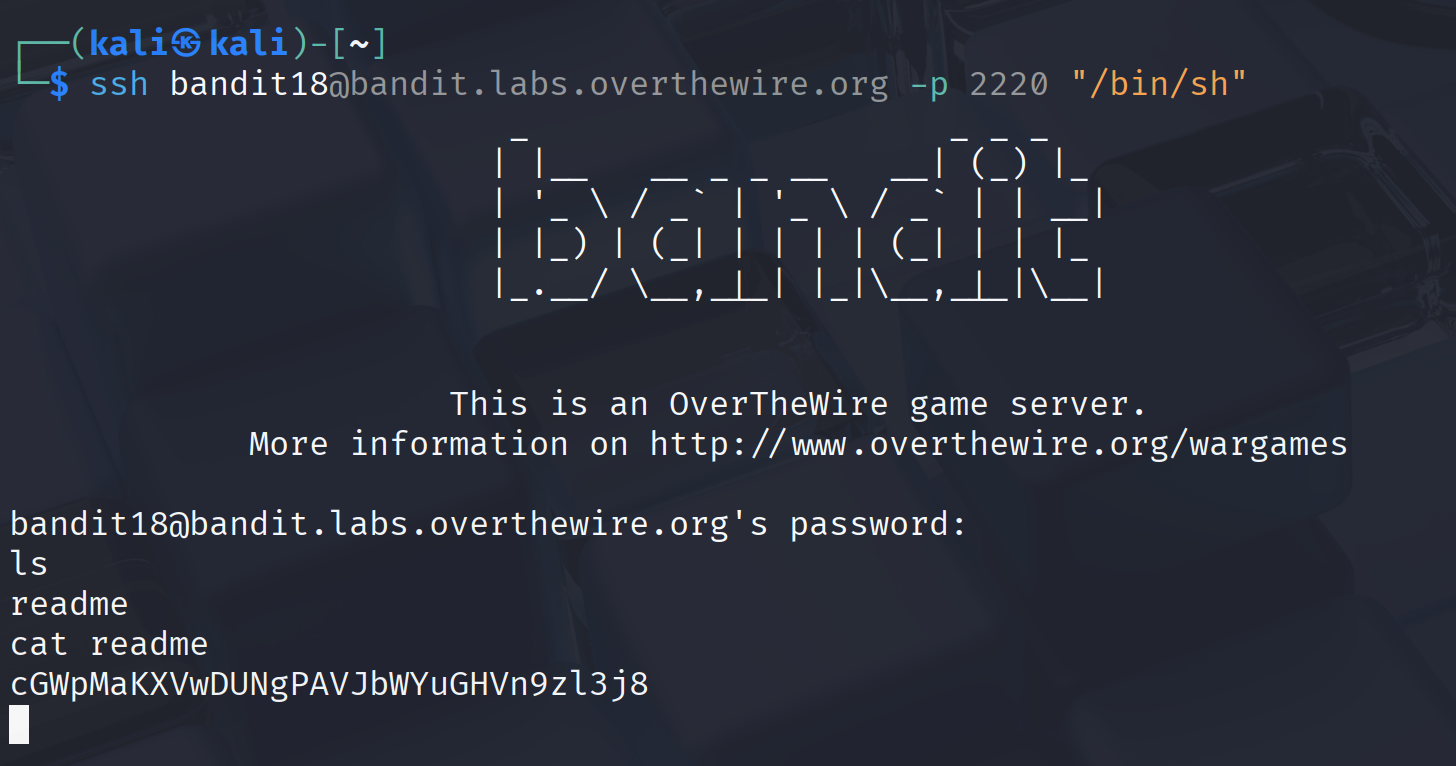 ┌──(kali㉿kali)-[~]
└─$ ssh bandit18@bandit.labs.overthewire.org -p 2220 "/bin/sh"
                         _                     _ _ _
                        | |__   __ _ _ __   __| (_) |_
                        | '_ \ / _` | '_ \ / _` | | __|
                        | |_) | (_| | | | | (_| | | |_
                        |_.__/ \__,_|_| |_|\__,_|_|\__|
This is an OverTheWire game server.
More information on http://www.overthewire.org/wargames
bandit18@bandit.labs.overthewire.org's password:
ls
readme
cat readme
cGWpMaKXVwDUNgPAVJbWYuGHVn9zl3j8